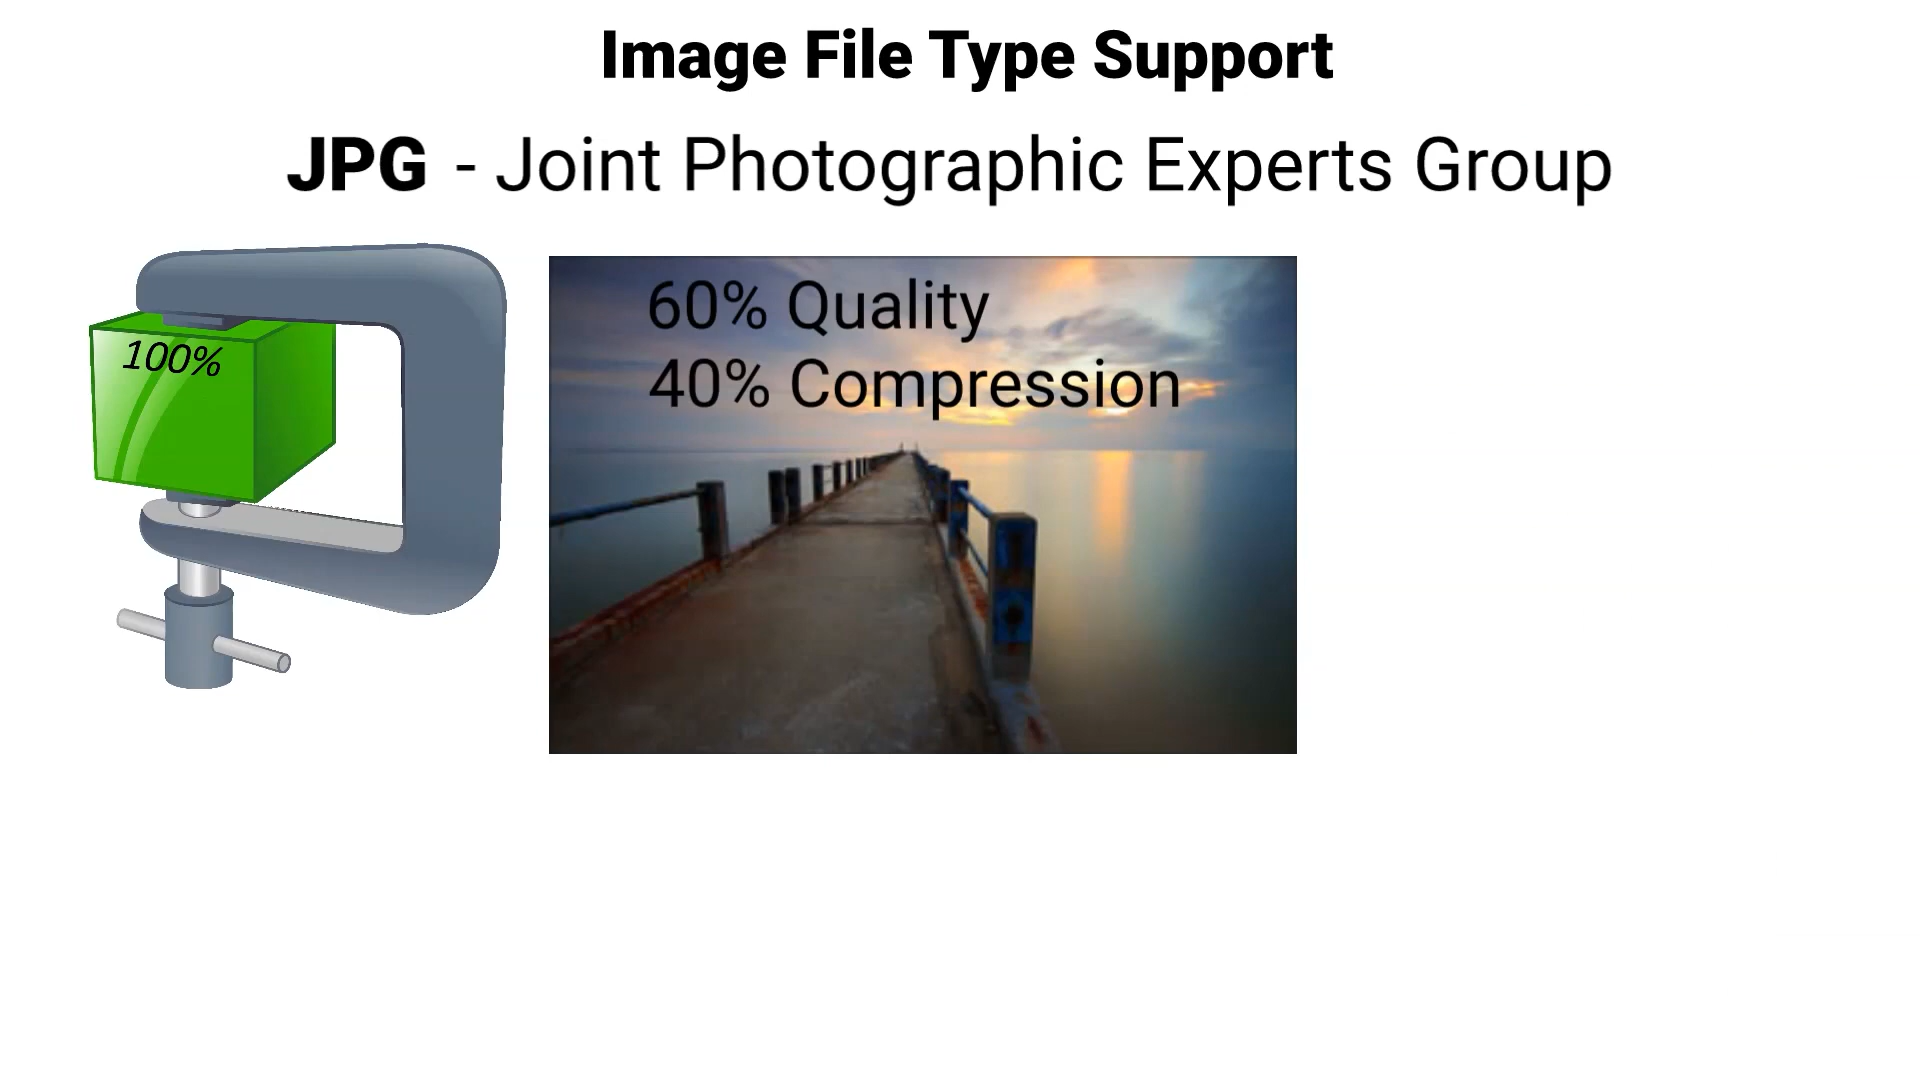 Image File Type Support
JPG - Joint Photographic Experts Group
100%
60% Quality
40% Compression